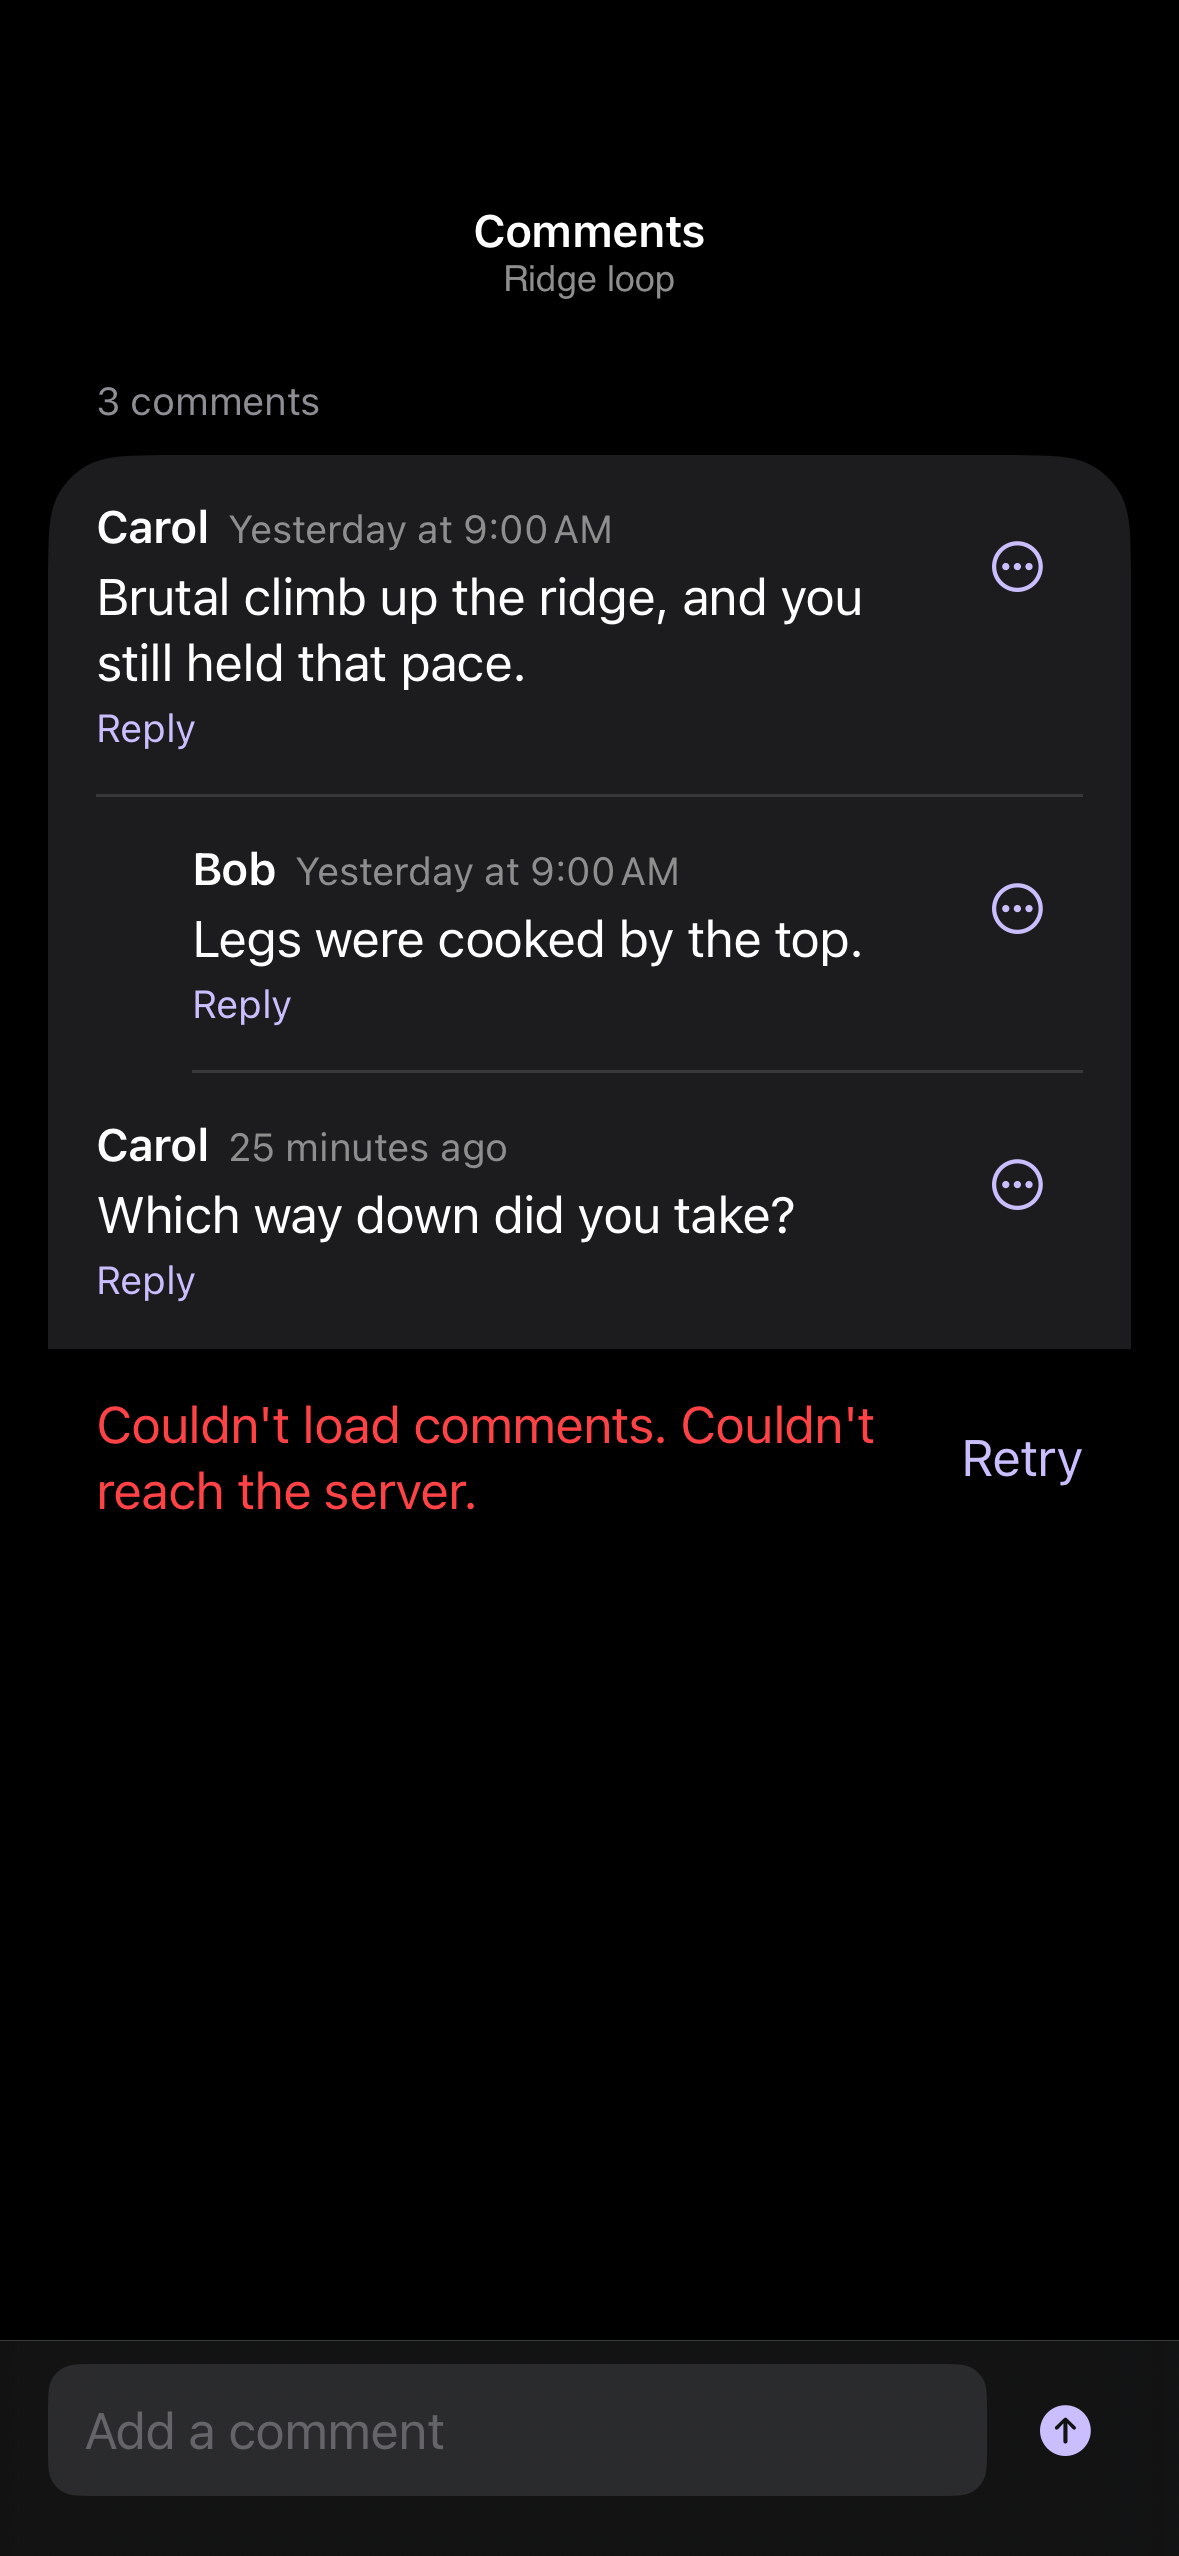 Comments
Ridge loop
3 comments
Carol Yesterday at 9:00 AM
Brutal climb up the ridge, and you
still held that pace.
Reply
Bob Yesterday at 9:00 AM
Legs were cooked by the top.
Reply
Carol 25 minutes ago
Which way down did you take?
Reply
Couldn't load comments. Couldn't
reach the server.
Retry
Add a comment